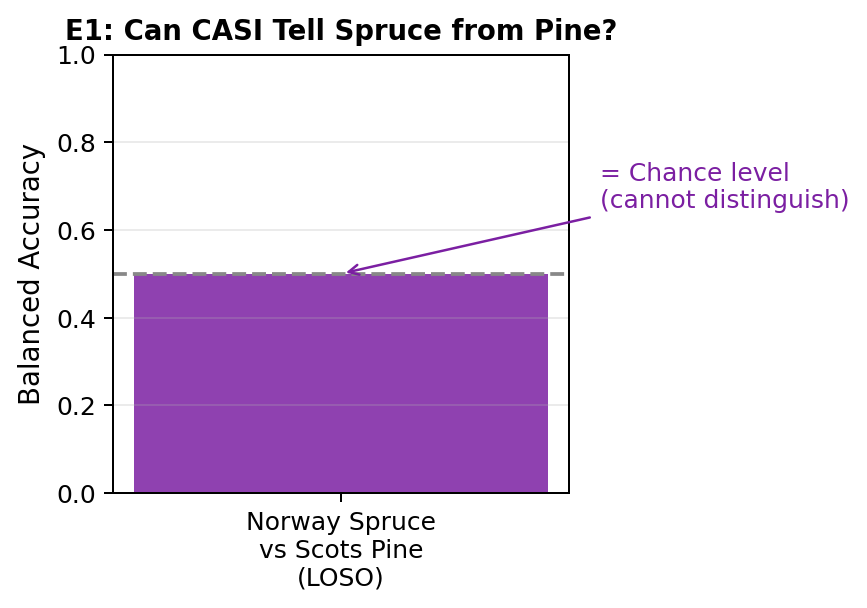 E1: Can CASI Tell Spruce from Pine?
1.0
0.8
0.6
0.4
0.2
0.0
Balanced Accuracy
= Chance level
(cannot distinguish)
Norway Spruce
vs Scots Pine
(LOSO)